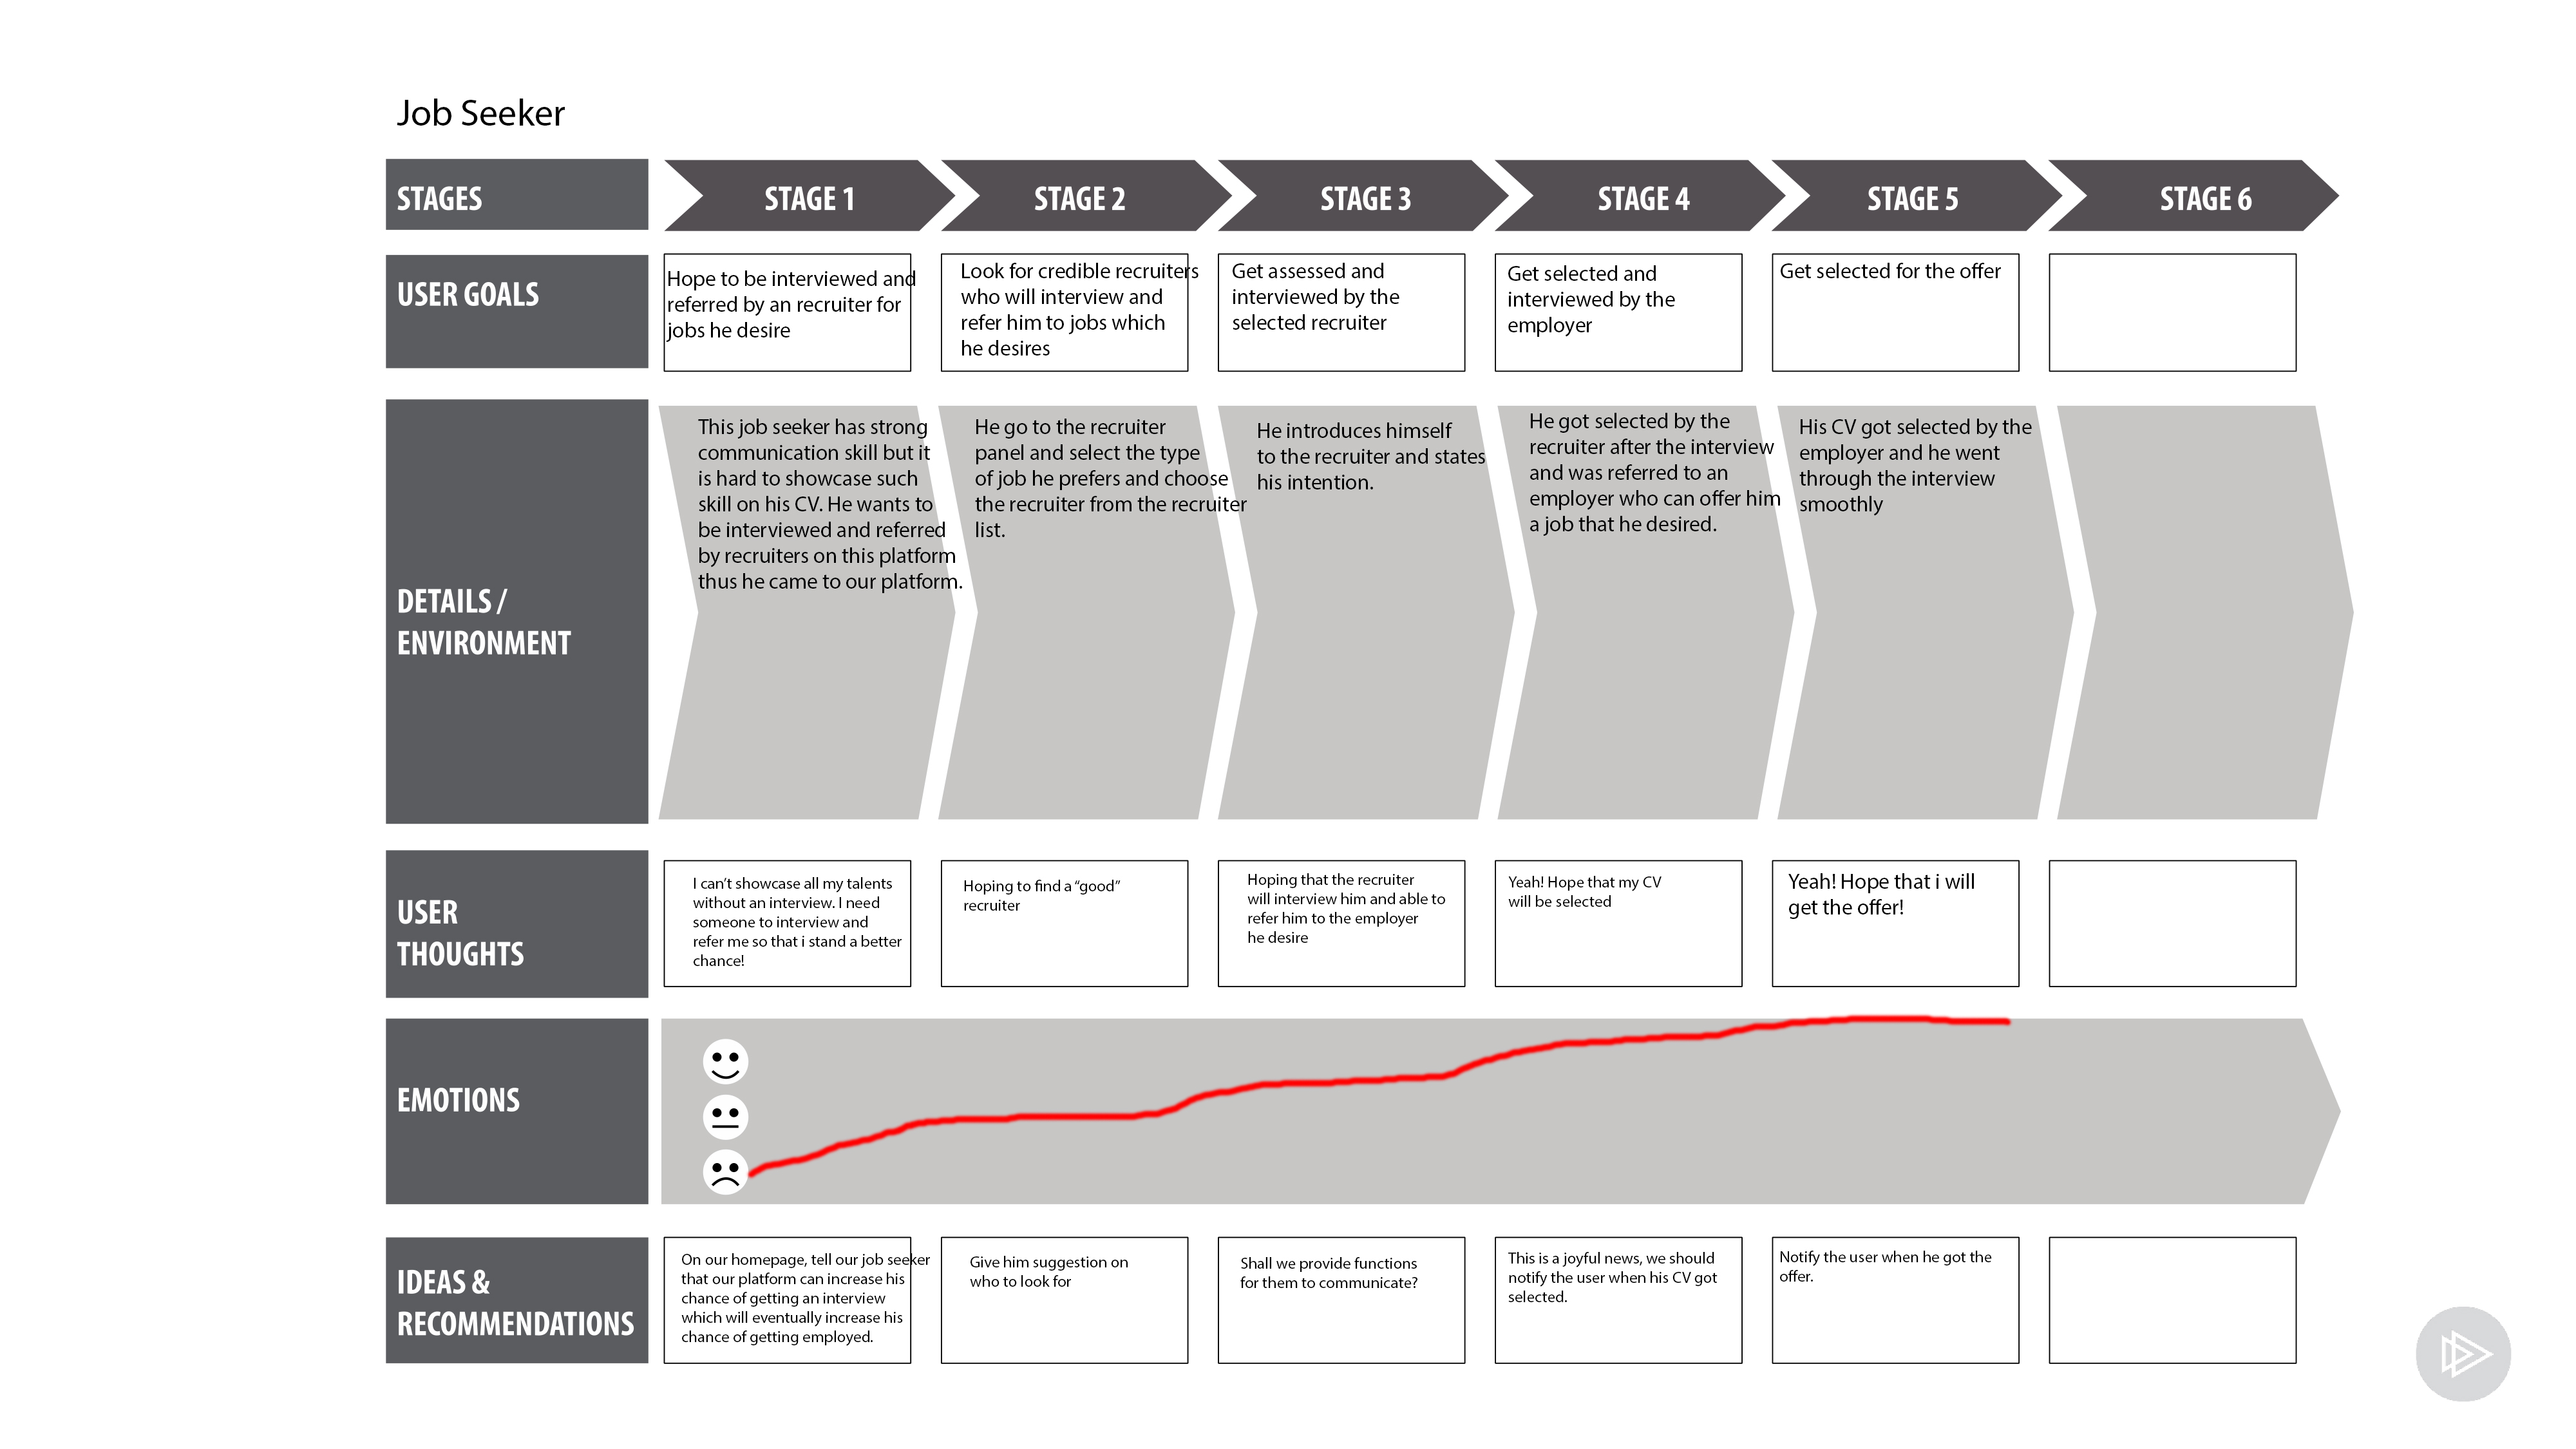 Job Seeker
STAGES
STAGE 1
STAGE 2
STAGE 3
STAGE 4
STAGE 5
STAGE 6
USER GOALS
Hope to be interviewed and
referred by an recruiter for
jobs he desire
Look for credible recruiters
who will interview and
refer him to jobs which
he desires
Get assessed and
interviewed by the
selected recruiter
Get selected and
interviewed by the
employer
Get selected for the offer
DETAILS /
ENVIRONMENT
This job seeker has strong
communication skill but it
is hard to showcase such
skill on his CV. He wants to
be interviewed and referred
by recruiters on this platform
thus he came to our platform.
He go to the recruiter
panel and select the type
of job he prefers and choose
the recruiter from the recruiter
list.
He introduces himself
to the recruiter and states
his intention.
He got selected by the
recruiter after the interview
and was referred to an
employer who can offer him
a job that he desired.
His CV got selected by the
employer and he went
through the interview
smoothly
USER
THOUGHTS
I can't showcase all my talents
without an interview. I need
someone to interview and
refer me so that i stand a better
chance!
Hoping to find a “good”
recruiter
Hoping that the recruiter
will interview him and able to
refer him to the employer
he desire
Yeah! Hope that my CV
will be selected
Yeah! Hope that i will
get the offer!
EMOTIONS
IDEAS &
RECOMMENDATIONS
On our homepage, tell our job seeker
that our platform can increase his
chance of getting an interview
which will eventually increase his
chance of getting employed.
Give him suggestion on
who to look for
Shall we provide functions
for them to communicate?
This is a joyful news, we should
notify the user when his CV got
selected.
Notify the user when he got the
offer.